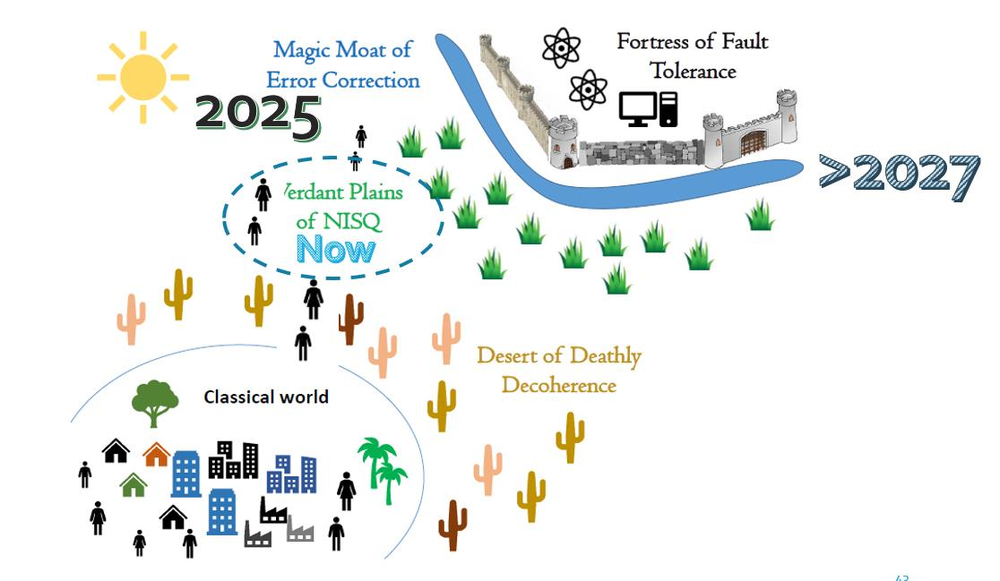 Magic Moat of
Error Correction
2025
Fortress of Fault
Tolerance
>2027
Verdant Plains
of NISQ
Now
Desert of Deathly
Decoherence
Classical world